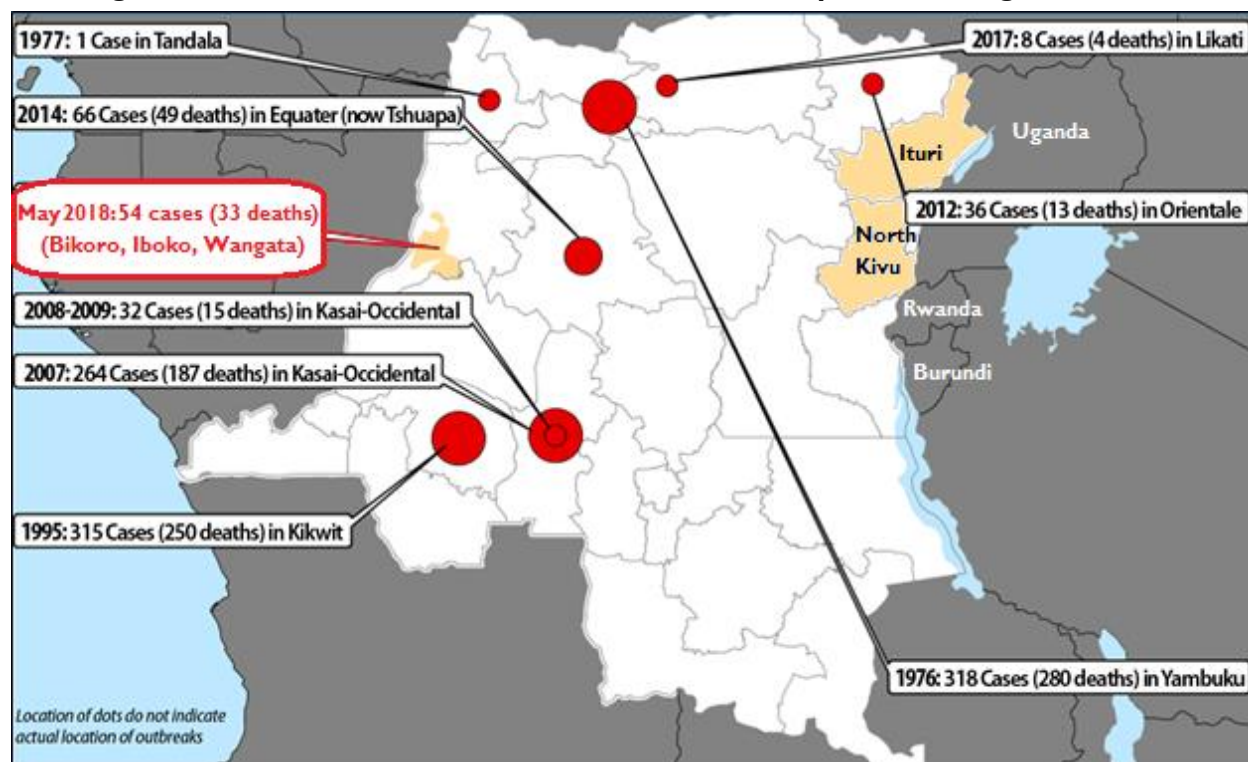 1977: 1 Case in Tandala
2017: 8 Cases (4 deaths) in Likati
2014: 66 Cases (49 deaths) in Equater (now Tshuapa)
Uganda
Ituri
May 2018: 54 cases (33 deaths)
(Bikoro, Iboko, Wangata)
2012: 36 Cases (13 deaths) in Orientale
North
Kivu
2008-2009: 32 Cases (15 deaths) in Kasai-Occidental
Rwanda
2007: 264 Cases (187 deaths) in Kasai-Occidental
Burundi
1995: 315 Cases (250 deaths) in Kikwit
1976: 318 Cases (280 deaths) in Yambuku
Location of dots do not indicate
actual location of outbreaks